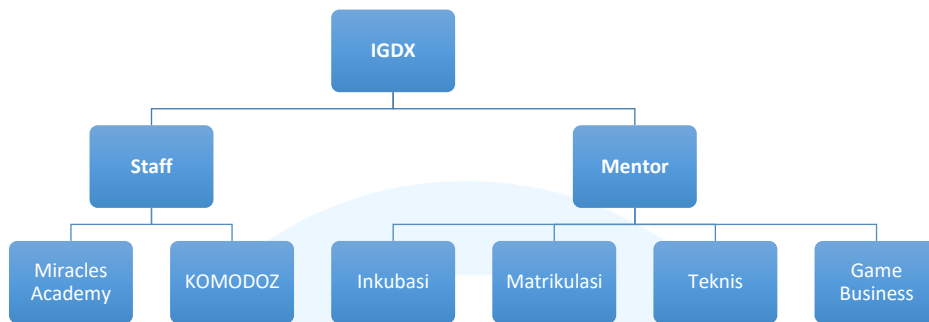 IGDX
Staff
Mentor
Miracles
Academy
KOMODOZ
Inkubasi
Matrikulasi
Teknis
Game
Business